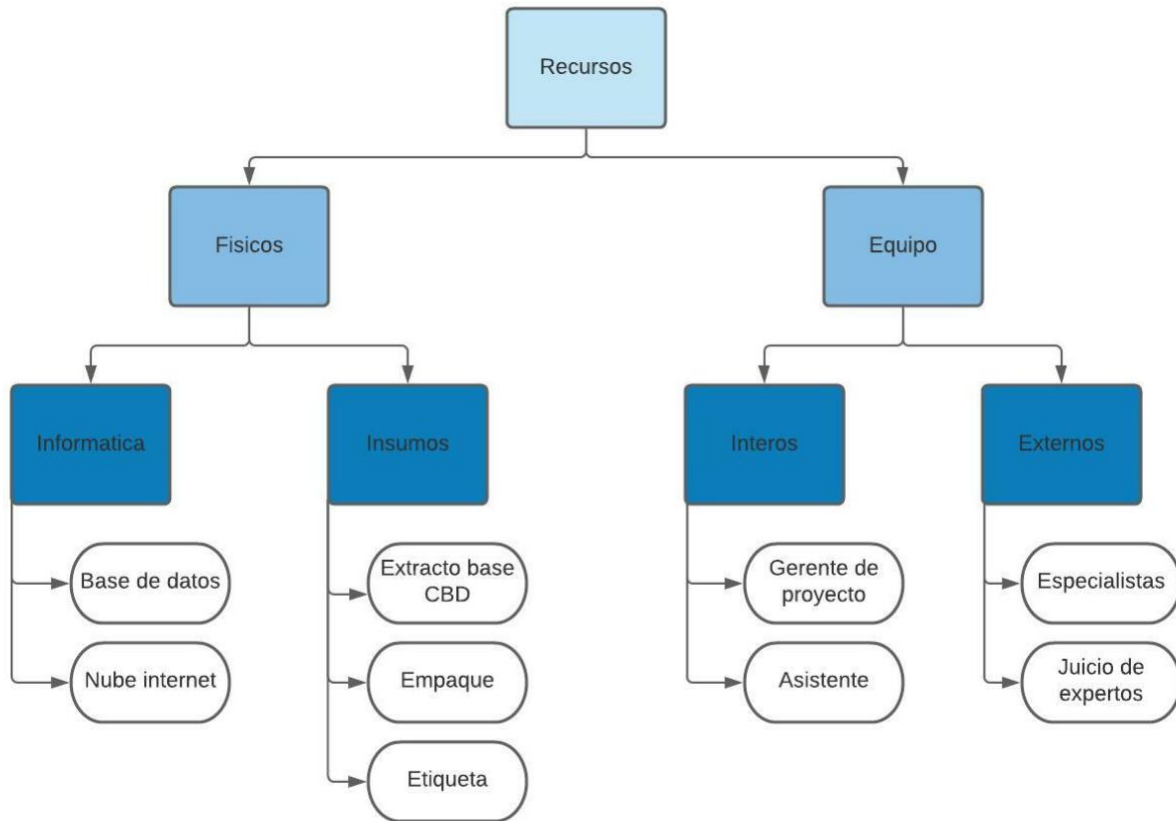 Recursos
Fisicos
Equipo
Informatica
Insumos
Interos
Externos
Base de datos
Extracto base
CBD
Gerente de
proyecto
Especialistas
Nube internet
Empaque
Asistente
Juicio de
expertos
Etiqueta